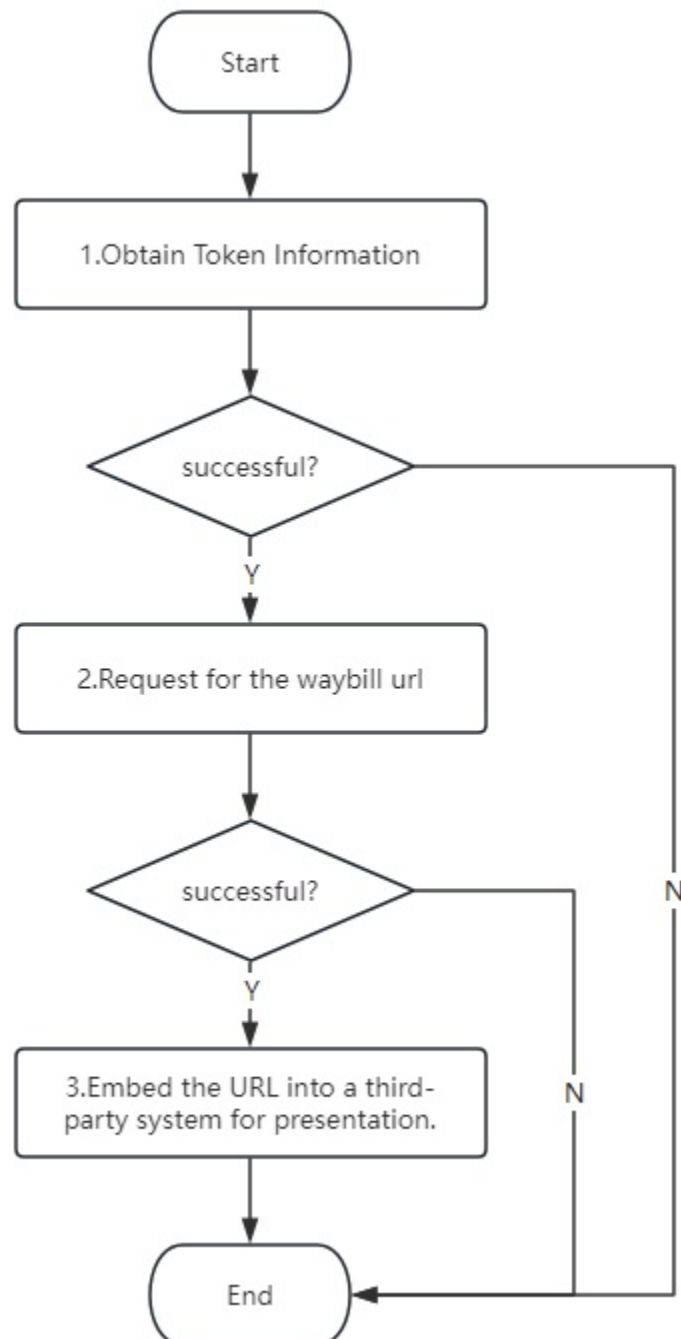 Start
1.Obtain Token Information
successful?
Y
2.Request for the waybill url
successful?
N
Y
3.Embed the URL into a third-
party system for presentation.
N
End